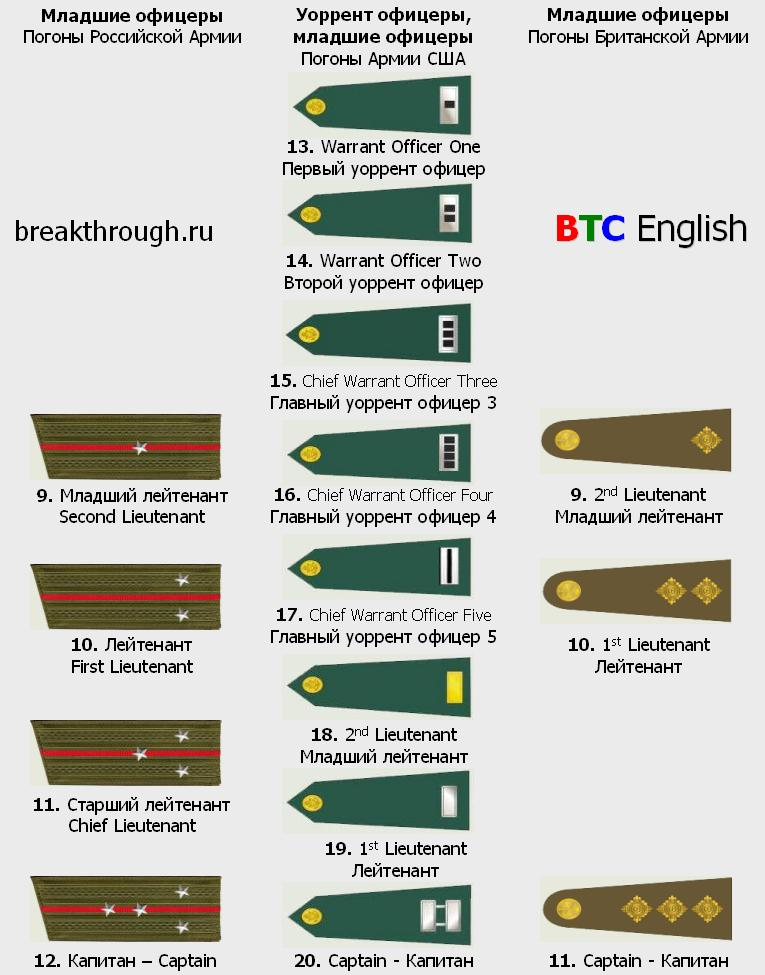 Младшие офицеры
Погоны Российской Армии
Уоррент офицеры,
младшие офицеры
Погоны Армии США
Младшие офицеры
Погоны Британской Армии
13. Warrant Officer One
Первый уоррент офицер
breakthrough.ru
BTC English
14. Warrant Officer Two
Второй уоррент офицер
15. Chief Warrant Officer Three
Главный уоррент офицер 3
9. Младший лейтенант
Second Lieutenant
16. Chief Warrant Officer Four
Главный уоррент офицер 4
9. 2nd Lieutenant
Младший лейтенант
17. Chief Warrant Officer Five
Главный уоррент офицер 5
10. Лейтенант
First Lieutenant
10. 1st Lieutenant
Лейтенант
18. 2nd Lieutenant
Младший лейтенант
11. Старший лейтенант
Chief Lieutenant
19. 1st Lieutenant
Лейтенант
12. Капитан – Captain
20. Captain - Капитан
11. Captain - Капитан